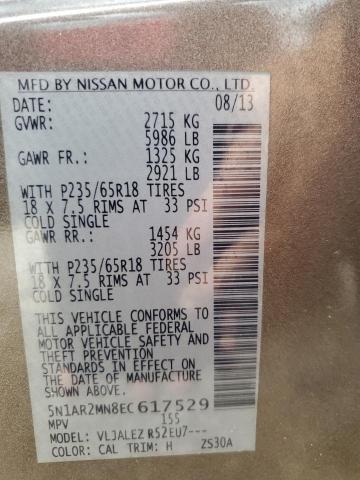 MFD BY NISSAN MOTOR CO., LTD.
DATE: 08/13
GVWR: 2715 KG
5986 LB
GAWR FR.: 1325 KG
2921 LB
WITH P235/65R18 TIRES
18 X 7.5 RIMS AT 33 PSI
COLD SINGLE
GAWR RR.: 1454 KG
3205 LB
WITH P235/65R18 TIRES
18 X 7.5 RIMS AT 33 PSI
COLD SINGLE
THIS VEHICLE CONFORMS TO
ALL APPLICABLE FEDERAL
MOTOR VEHICLE SAFETY AND
THEFT PREVENTION
STANDARDS IN EFFECT ON THE
DATE OF MANUFACTURE
SHOWN ABOVE.
5N1AR2MN8EC617529
MPV 155
MODEL: VLJALEZ R52EU7---
COLOR: CAL TRIM: H ZS30A